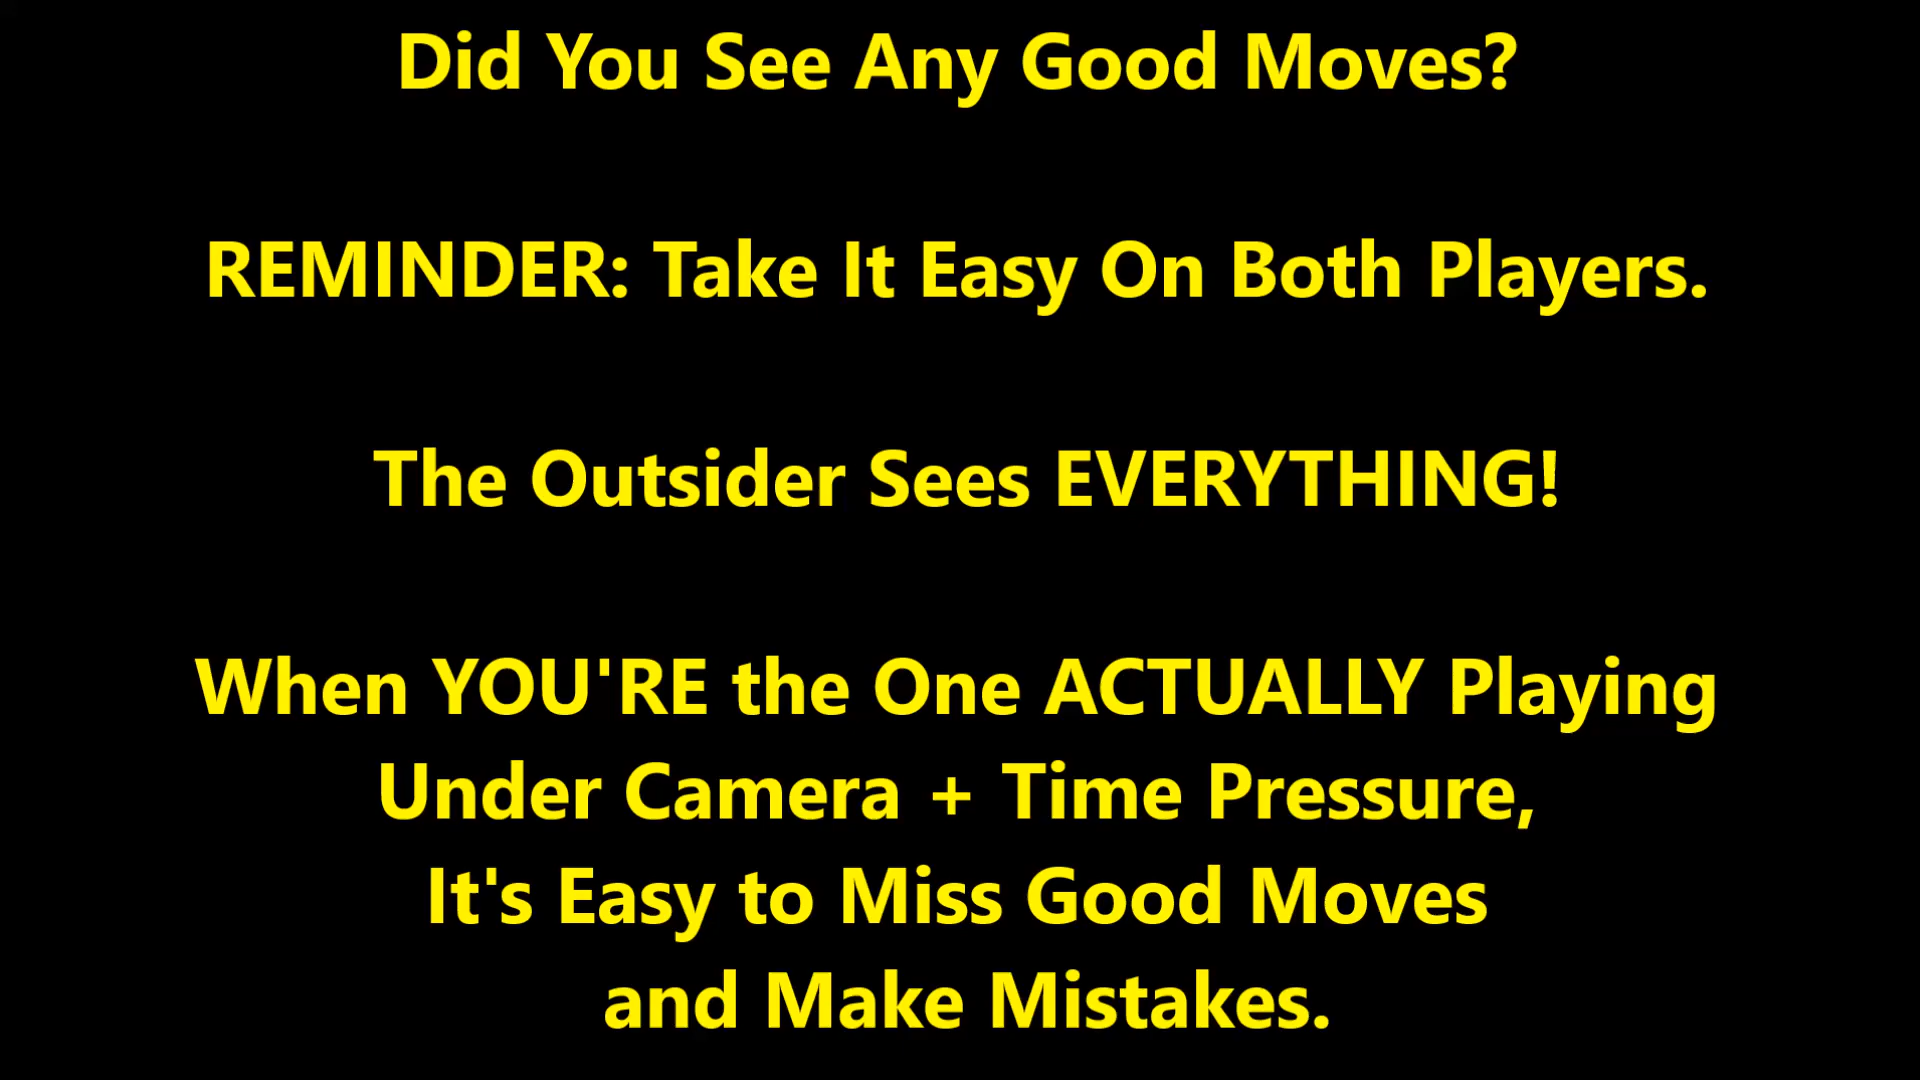 Did You See Any Good Moves?
REMINDER: Take It Easy On Both Players.
The Outsider Sees EVERYTHING!
When YOU'RE the One ACTUALLY Playing
Under Camera + Time Pressure,
It's Easy to Miss Good Moves
and Make Mistakes.